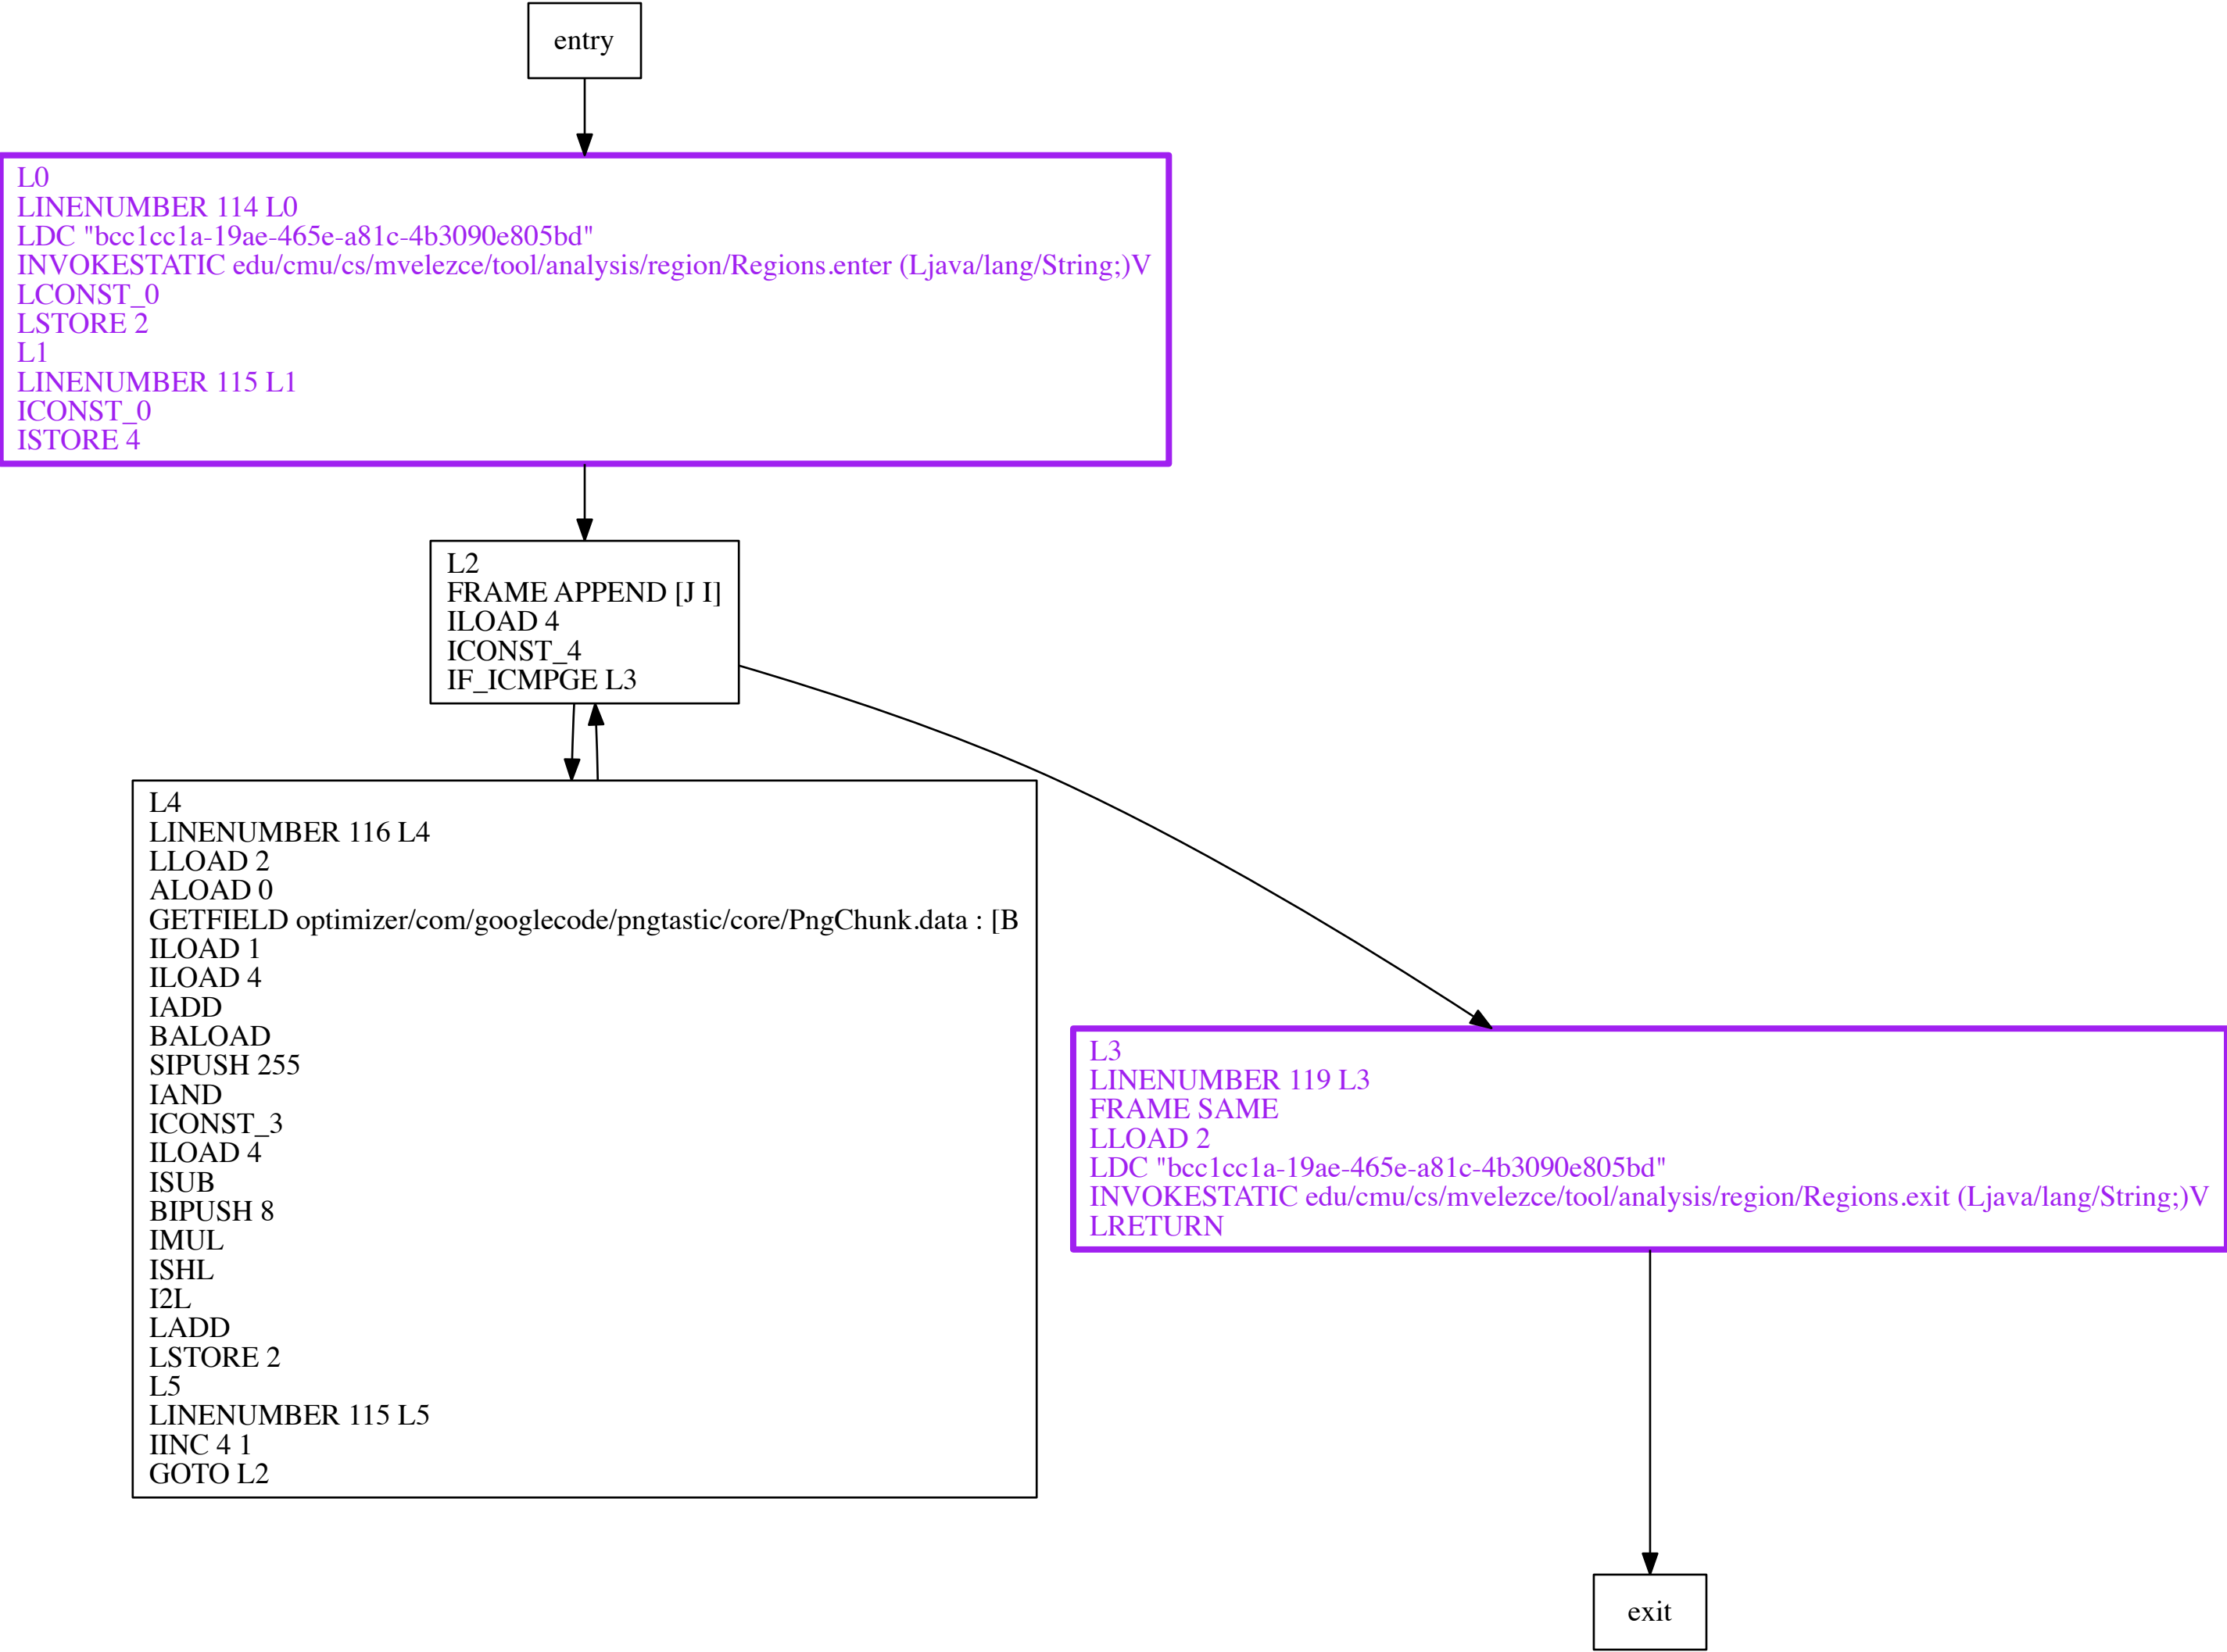 entry
L0
LINENUMBER 114 L0
LDC "bcc1cc1a-19ae-465e-a81c-4b3090e805bd"
INVOKESTATIC edu/cmu/cs/mvelezce/tool/analysis/region/Regions.enter (Ljava/lang/String;)V
LCONST_0
LSTORE 2
L1
LINENUMBER 115 L1
ICONST_0
ISTORE 4
L2
FRAME APPEND [J I]
ILOAD 4
ICONST_4
IF_ICMPGE L3
L4
LINENUMBER 116 L4
LLOAD 2
ALOAD 0
GETFIELD optimizer/com/googlecode/pngtastic/core/PngChunk.data : [B
ILOAD 1
ILOAD 4
IADD
BALOAD
SIPUSH 255
IAND
ICONST_3
ILOAD 4
ISUB
BIPUSH 8
IMUL
ISHL
I2L
LADD
LSTORE 2
L5
LINENUMBER 115 L5
IINC 4 1
GOTO L2
L3
LINENUMBER 119 L3
FRAME SAME
LLOAD 2
LDC "bcc1cc1a-19ae-465e-a81c-4b3090e805bd"
INVOKESTATIC edu/cmu/cs/mvelezce/tool/analysis/region/Regions.exit (Ljava/lang/String;)V
LRETURN
exit